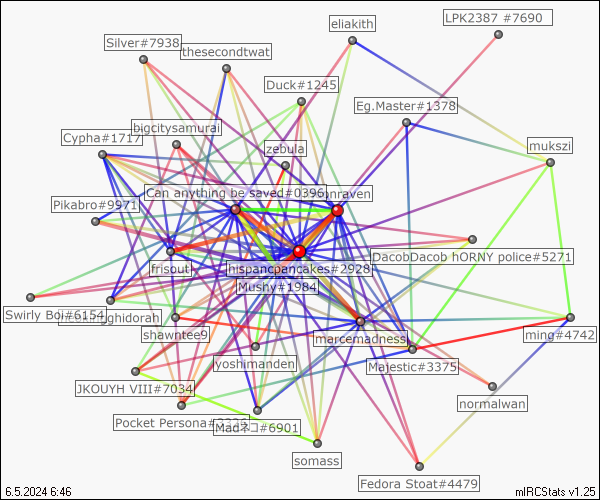 LPK2387 #7690
eliakith
Silver#7938
thesecondtwat
Duck#1245
Eg.Master#1378
bigcitysamurai
Cypha#1717
mukszi
zebula
Can anything be saved#0396
nraven
Pikabro#9971
DacobDacob hORNY police#5271
frisout
hispancpancakes#2928
Mushy#1984
Swirly Boi#6154
ghidorah
shawntee9
marcemadness
ming#4742
yoshimanden
Majestic#3375
JKOUYH VIII#7034
normalwan
Pocket Persona
Madネコ#6901
somass
Fedora Stoat#4479
6.5.2024 6:46
mIRCStats v1.25